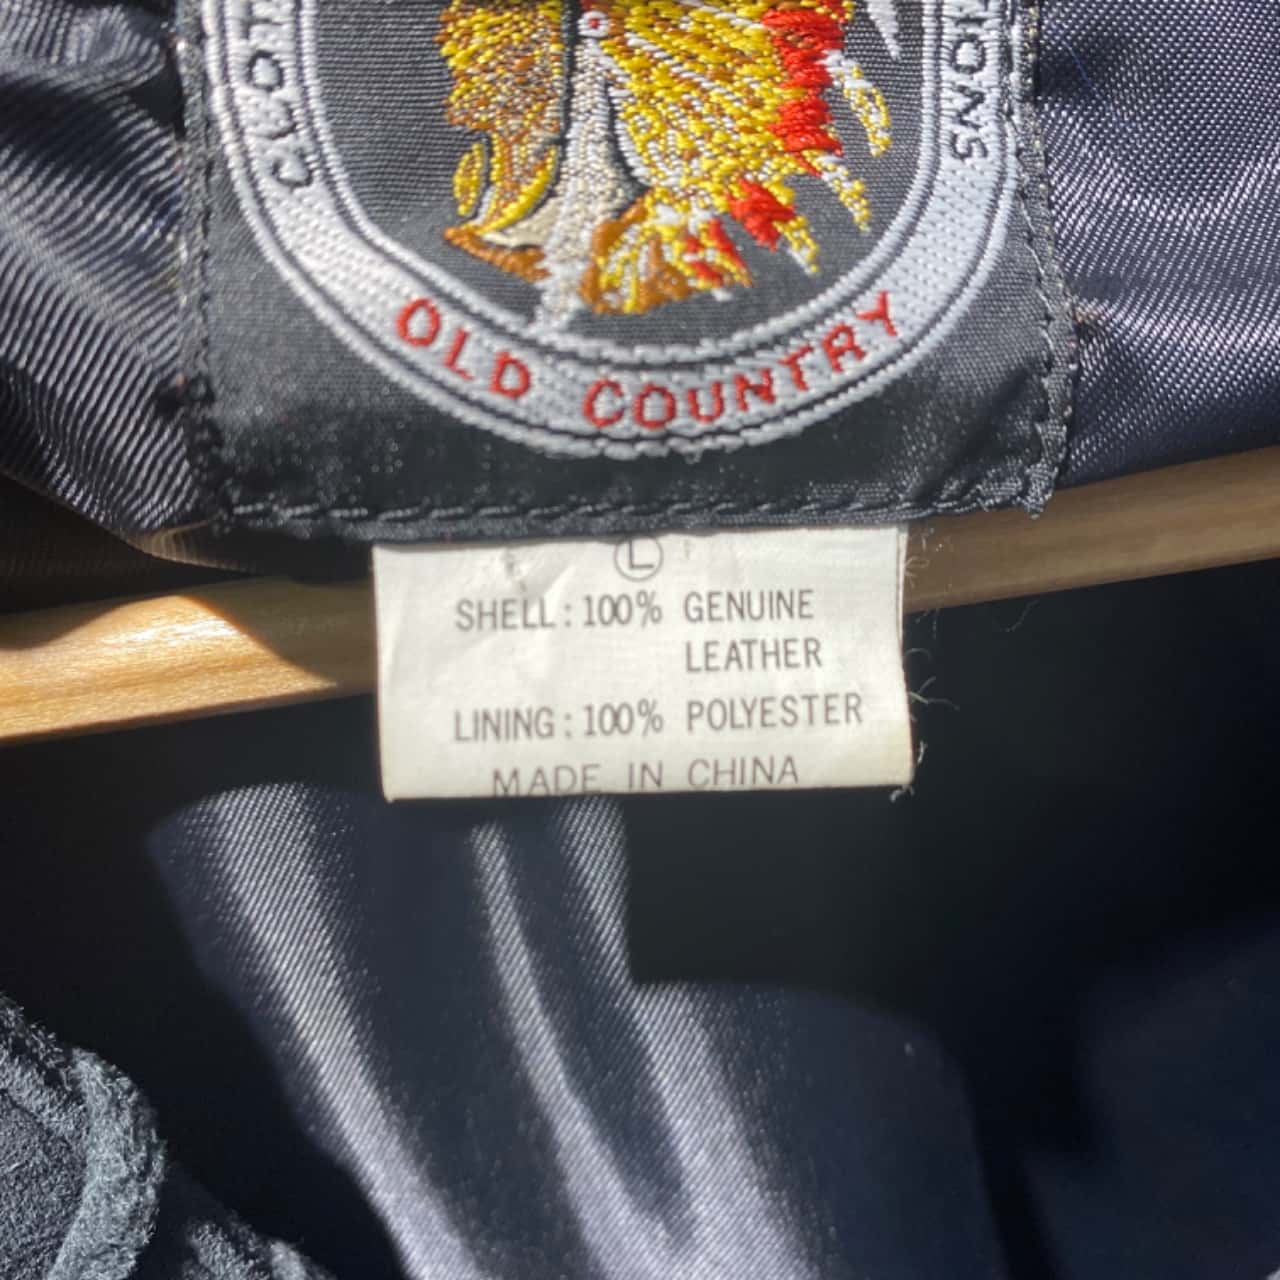 OLD COUNTRY
L
SHELL : 100% GENUINE
LEATHER
LINING : 100% POLYESTER
MADE IN CHINA